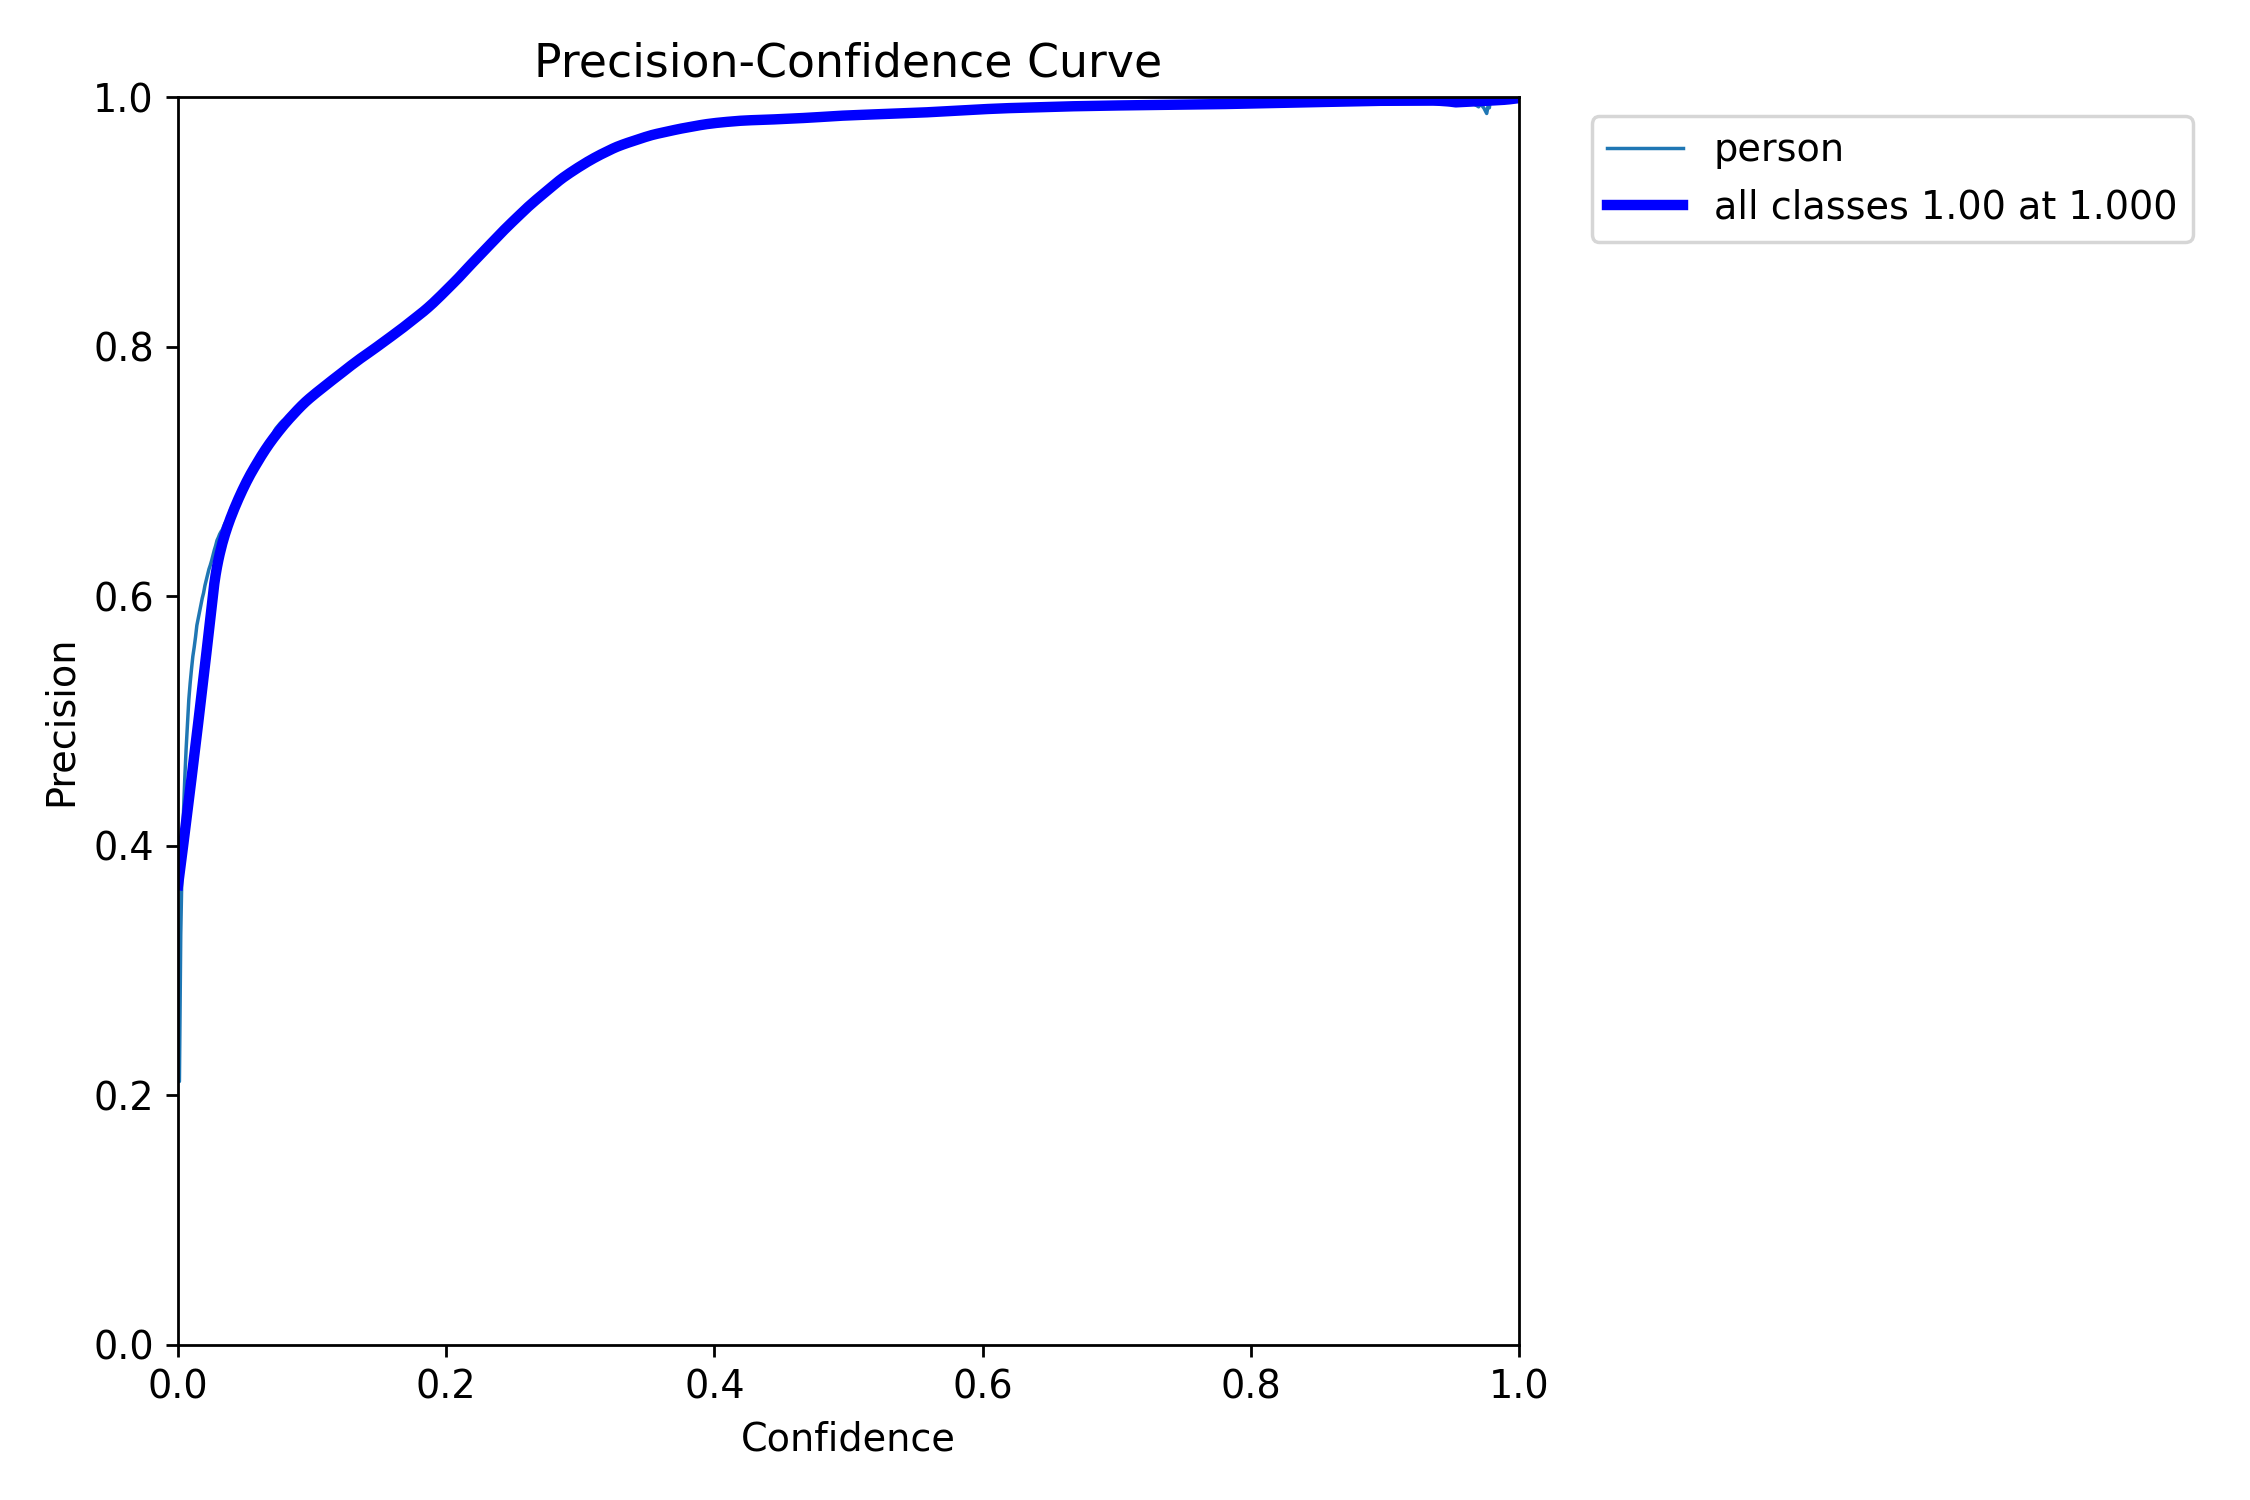 Precision-Confidence Curve
1.0
0.8
0.6
0.4
0.2
0.0
Precision
0.0 0.2 0.4 0.6 0.8 1.0
Confidence
person
all classes 1.00 at 1.000